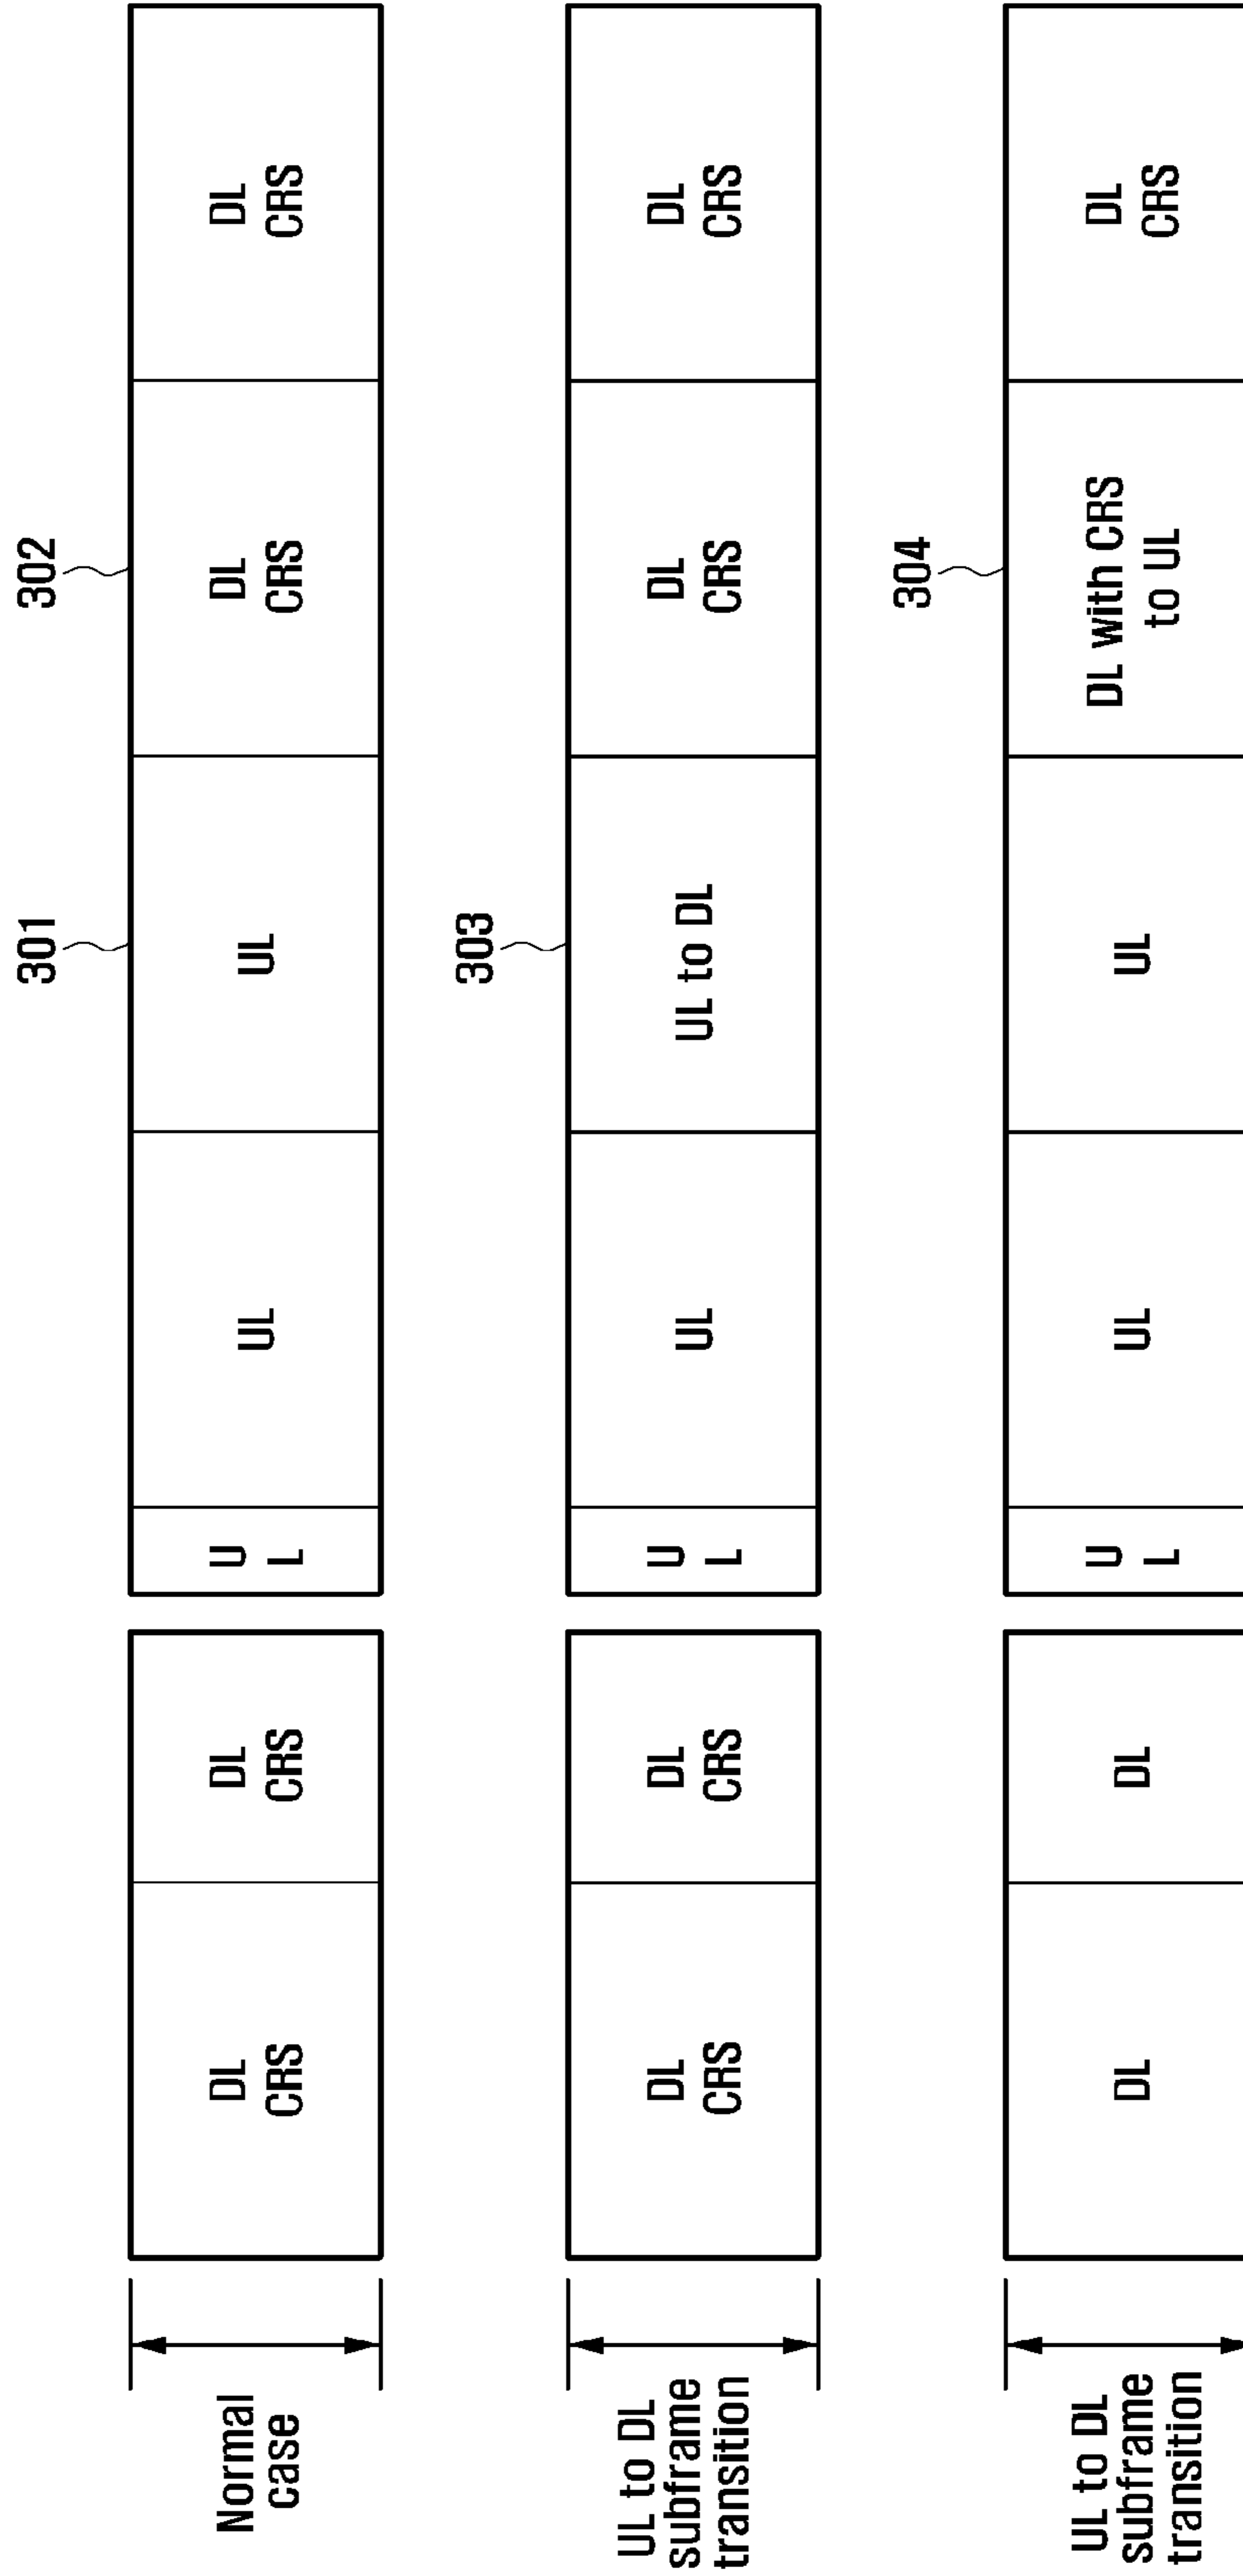 301
302
Normal
case
DL
CRS
DL
CRS
U
L
UL
UL
DL
CRS
DL
CRS
303
UL to DL
subframe
transition
DL
CRS
DL
CRS
U
L
UL
UL to DL
DL
CRS
DL
CRS
304
UL to DL
subframe
transition
DL
DL
U
L
UL
UL
DL with CRS
to UL
DL
CRS